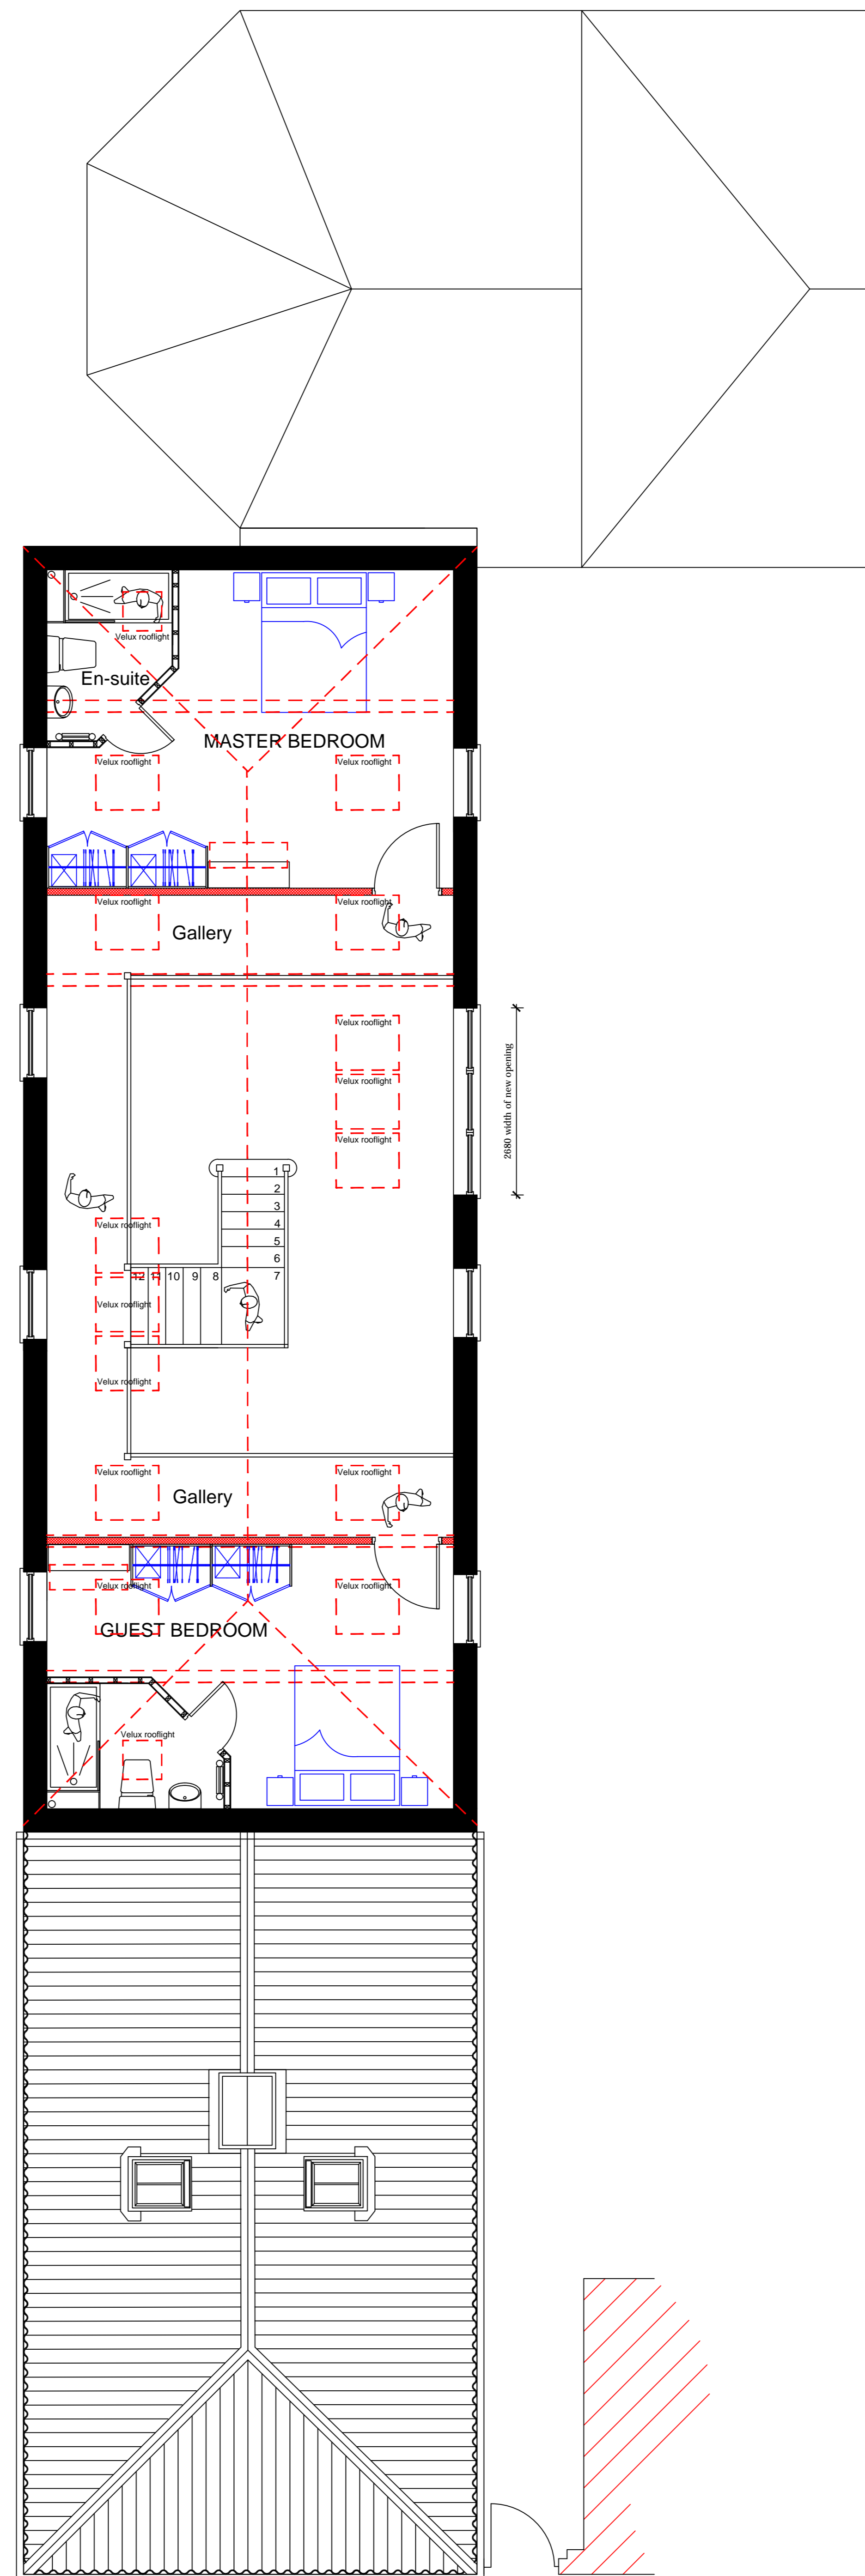 Velux rooflight
En-suite
MASTER BEDROOM
Velux rooflight
Velux rooflight
Velux rooflight
Velux rooflight
Gallery
Velux rooflight
2680 width of new opening
Velux rooflight
Velux rooflight
1
2
3
4
Velux rooflight
5
6
12 11 10 9 8 7
Velux rooflight
Velux rooflight
Velux rooflight
Velux rooflight
Gallery
Velux rooflight
Velux rooflight
GUEST BEDROOM
Velux rooflight